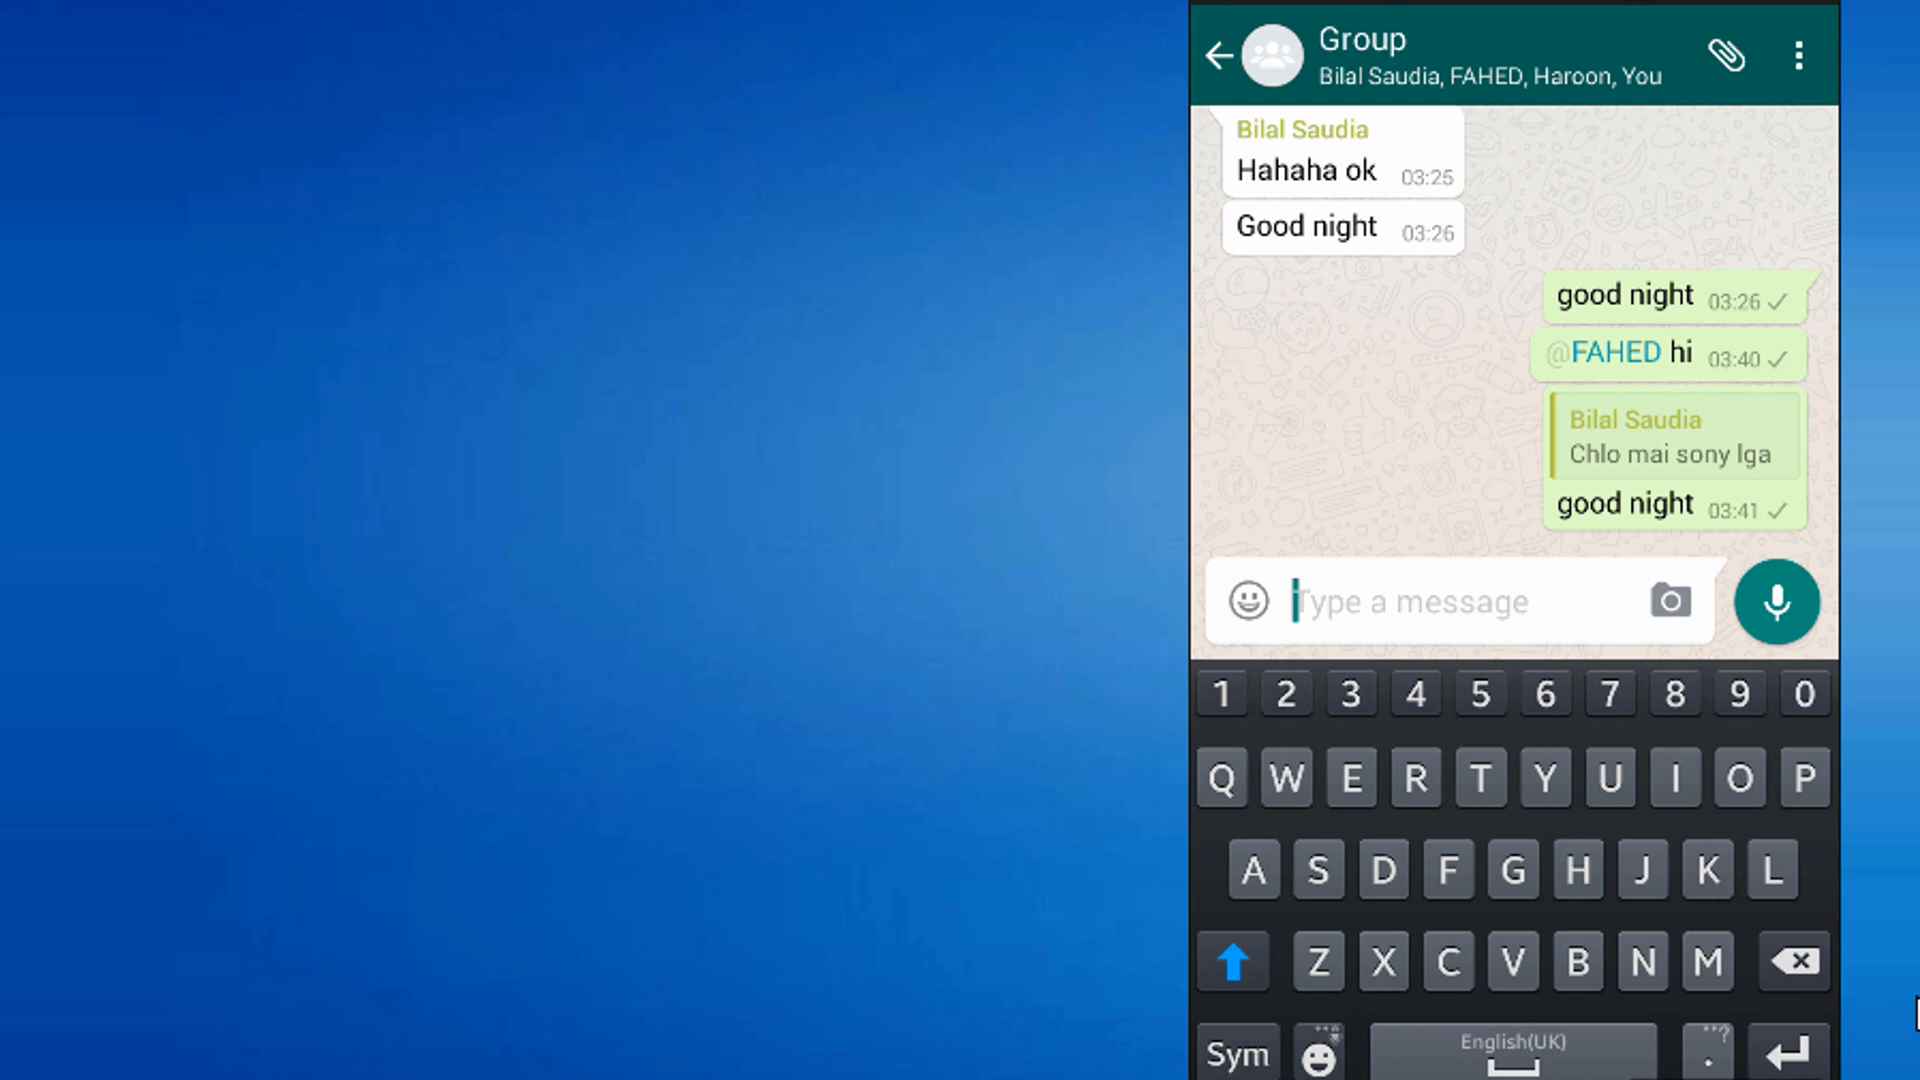 Group
Bilal Saudia, FAHED, Haroon, You
Bilal Saudia
Hahaha ok 03:25
Good night 03:26
good night 03:26
@FAHED hi 03:40
Bilal Saudia
Chlo mai sony lga
good night 03:41
Type a message
1 2 3 4 5 6 7 8 9 0
Q W E R T Y U I O P
A S D F G H J K L
Z X C V B N M
Sym English(UK) . ?